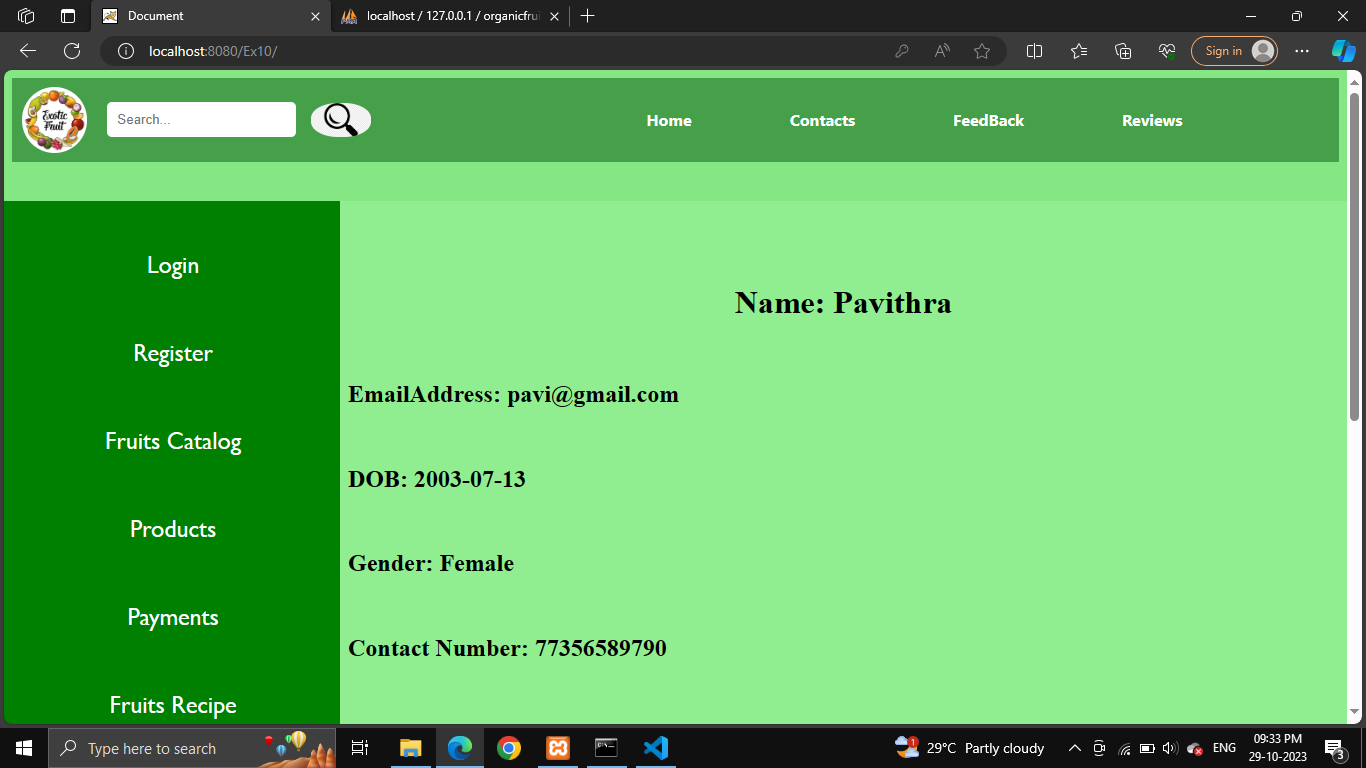 Document
localhost / 127.0.0.1 / organicfrui
localhost:8080/Ex10/
Sign in
Exotic
Fruit
Search...
Home
Contacts
FeedBack
Reviews
Login
Register
Fruits Catalog
Products
Payments
Fruits Recipe
Name: Pavithra
EmailAddress: pavi@gmail.com
DOB: 2003-07-13
Gender: Female
Contact Number: 77356589790
Type here to search
29°C Partly cloudy
ENG
09:33 PM
29-10-2023
3